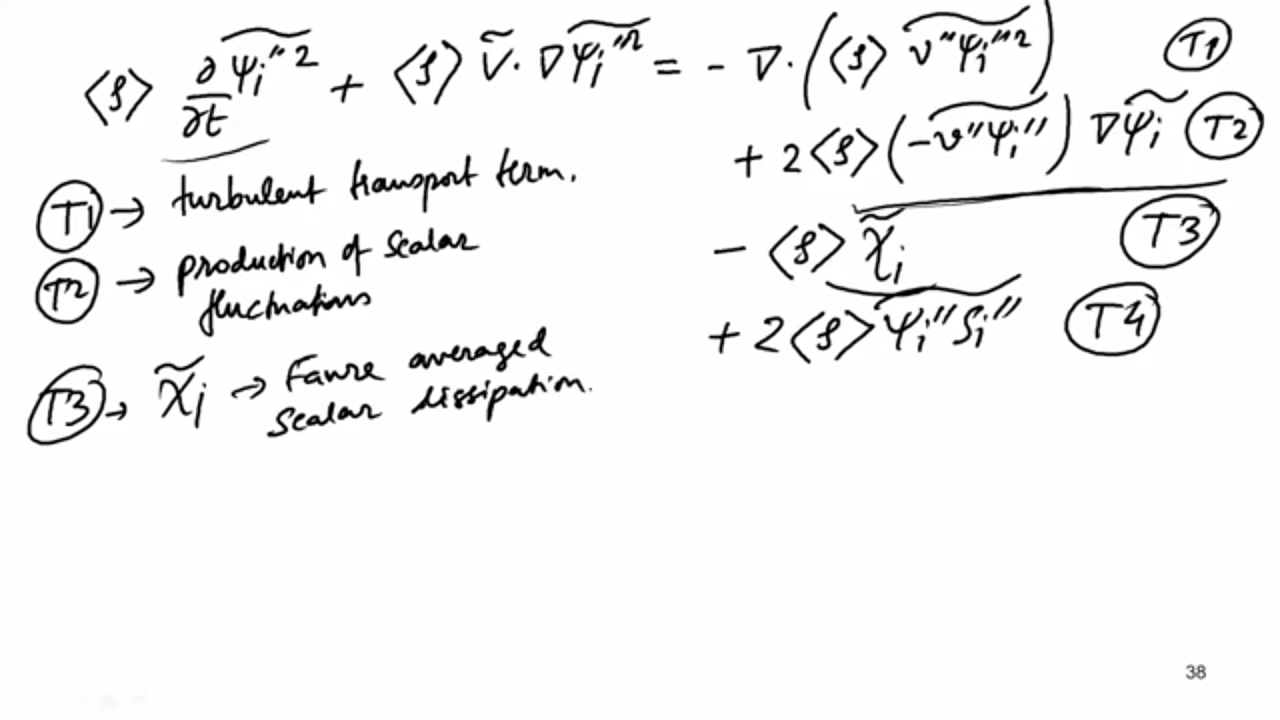 ⟨ρ⟩ ∂ψ̃ᵢ″²/∂t + ⟨ρ⟩ ṽ · ∇ ψ̃ᵢ″² = − ∇ · (⟨ρ⟩ v″ψᵢ″²) T1
+ 2⟨ρ⟩ (−v″ψᵢ″) ∇ψ̃ᵢ T2
− ⟨ρ⟩ χ̃ᵢ T3
+ 2⟨ρ⟩ ψᵢ″Sᵢ″ T4
T1 → turbulent transport term.
T2 → production of scalar
fluctuations
T3 → χ̃ᵢ → Favre averaged
scalar dissipation.
38